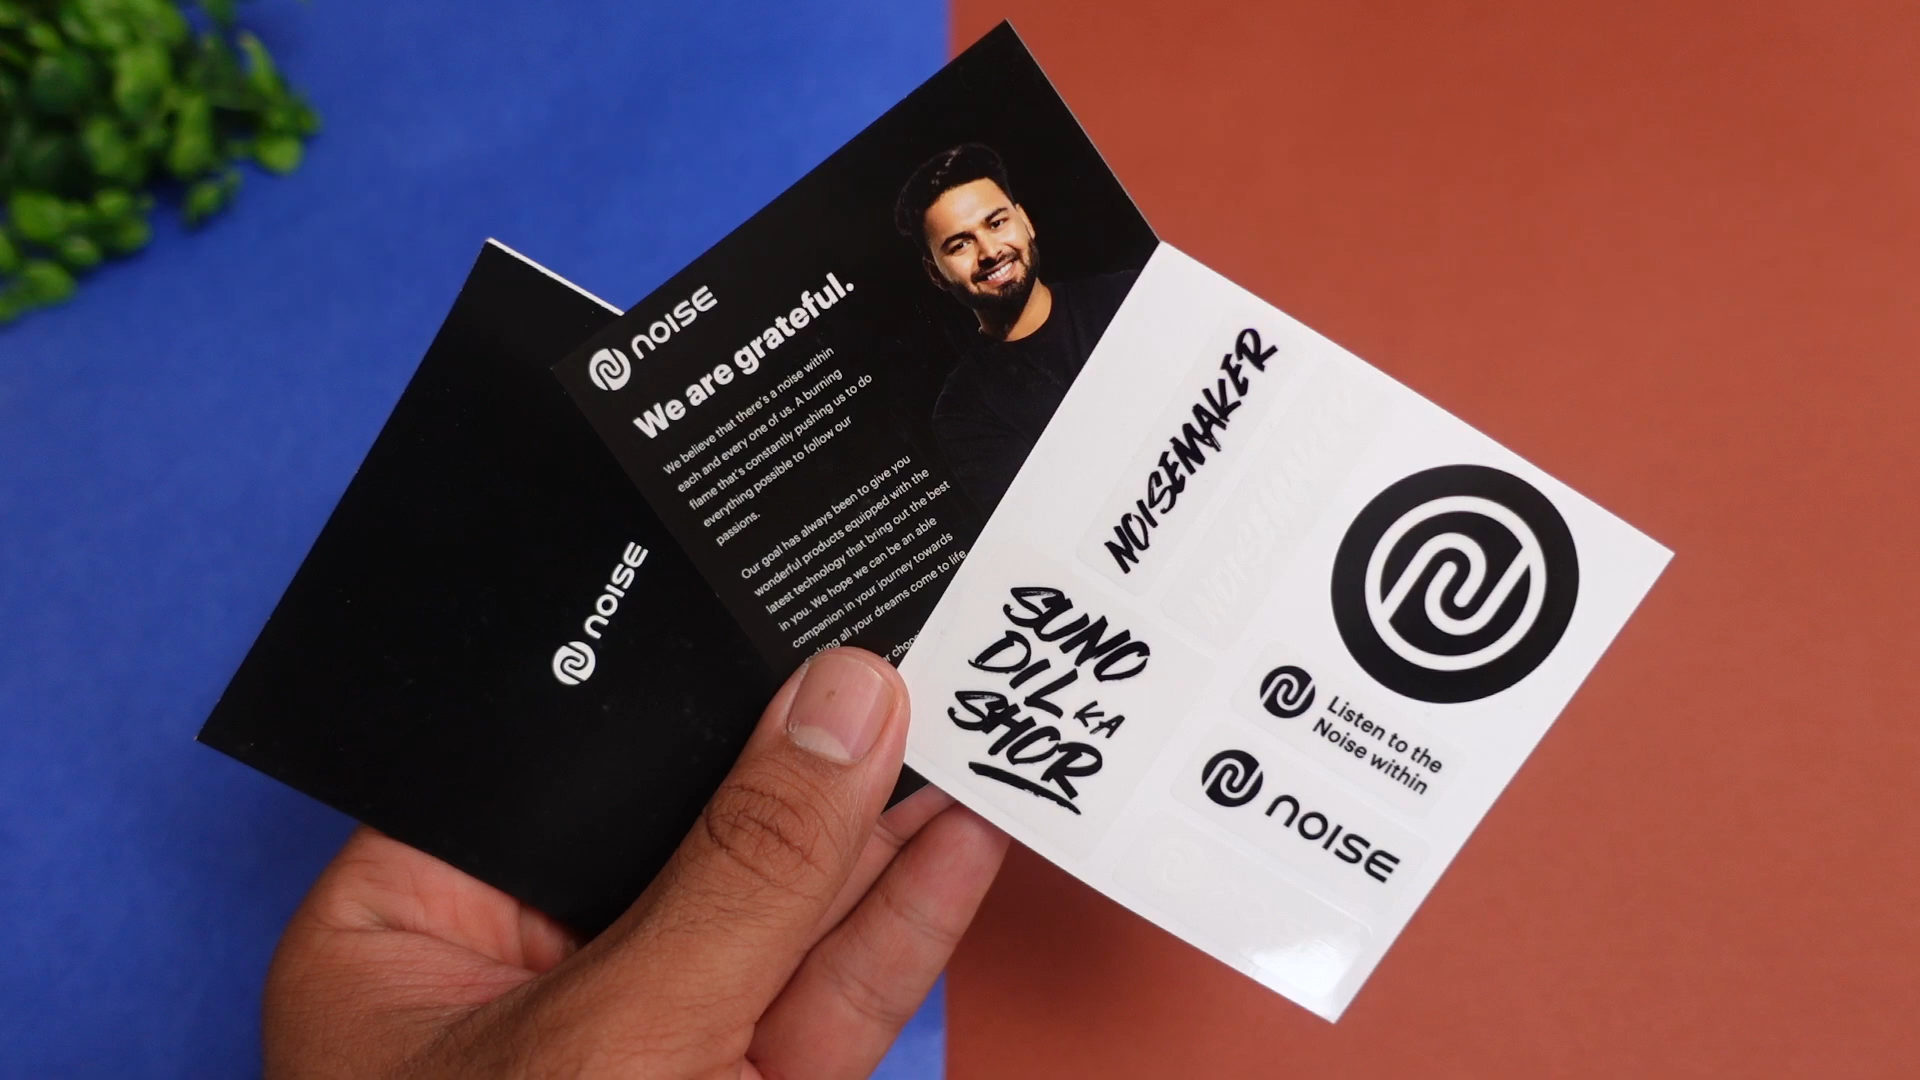 NOISE
NOISE
We are grateful.
We believe that there's a noise within
each and every one of us. A burning
flame that's constantly pushing us to do
everything possible to follow our
passions.
Our goal has always been to give you
wonderful products equipped with the
latest technology that bring out the best
in you. We hope we can be an able
companion in your journey towards
all your dreams come to life
NOISEMAKER
SUNO
DIL KA
SHOR
Listen to the
Noise within
NOISE